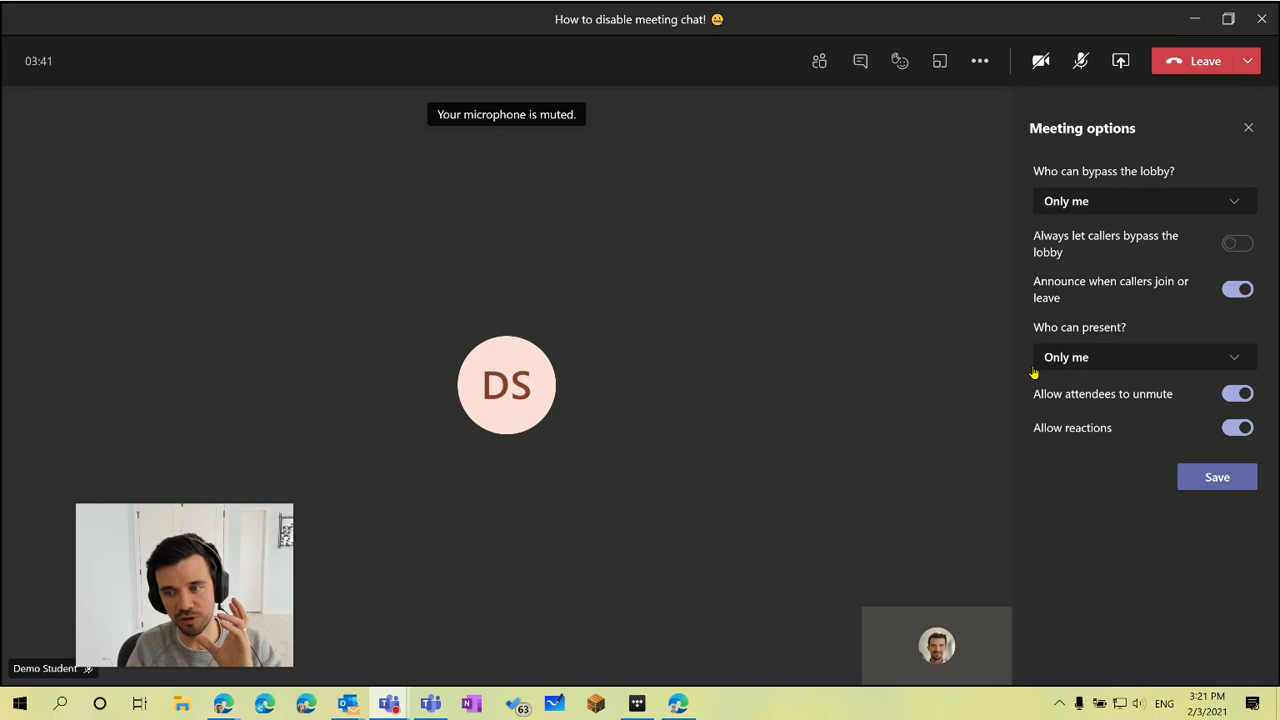 How to disable meeting chat! 🤐
03:41
Leave
Your microphone is muted.
Meeting options
Who can bypass the lobby?
Only me
Always let callers bypass the
lobby
Announce when callers join or
leave
Who can present?
Only me
Allow attendees to unmute
Allow reactions
Save
DS
Demo Student
63
ENG
3:21 PM
2/3/2021